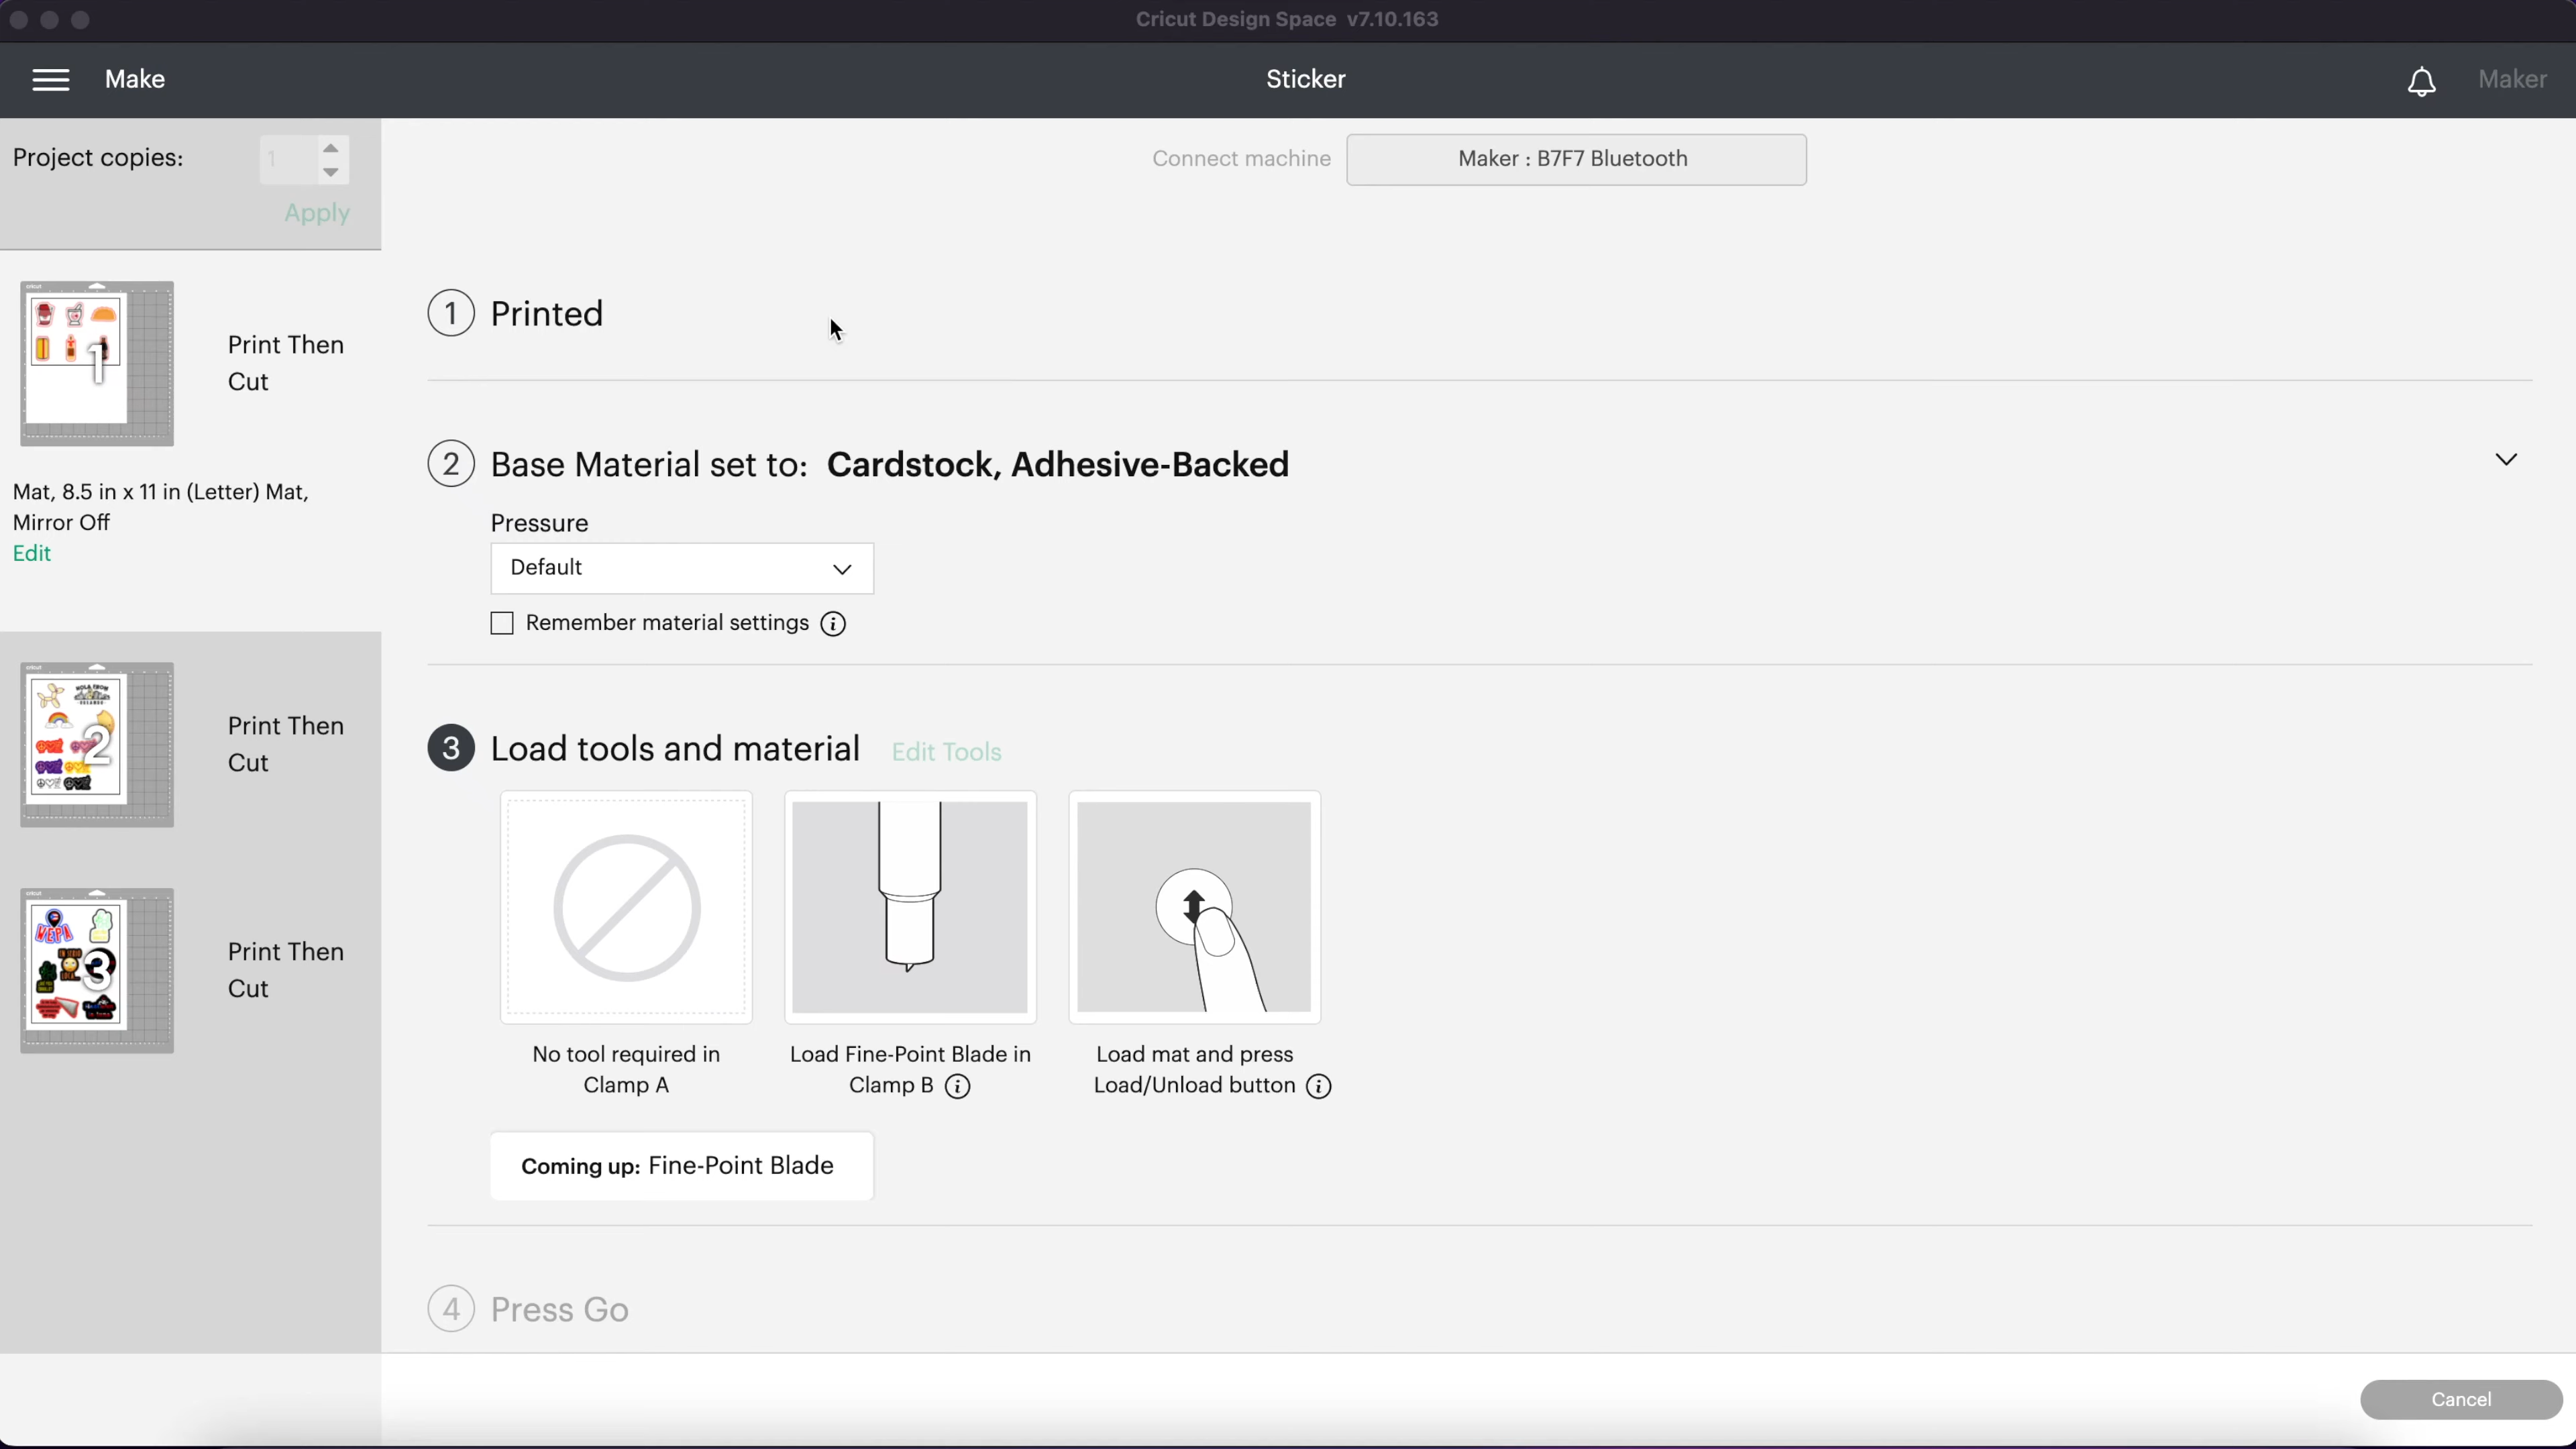 Cricut Design Space v7.10.163
Make
Sticker
Maker
Project copies:
1
Apply
Connect machine
Maker : B7F7 Bluetooth
1
Print Then
Cut
Mat, 8.5 in x 11 in (Letter) Mat,
Mirror Off
Edit
2
Print Then
Cut
3
Print Then
Cut
1 Printed
2 Base Material set to: Cardstock, Adhesive-Backed
Pressure
Default
Remember material settings
3 Load tools and material
Edit Tools
No tool required in
Clamp A
Load Fine-Point Blade in
Clamp B
Load mat and press
Load/Unload button
Coming up: Fine-Point Blade
4 Press Go
Cancel